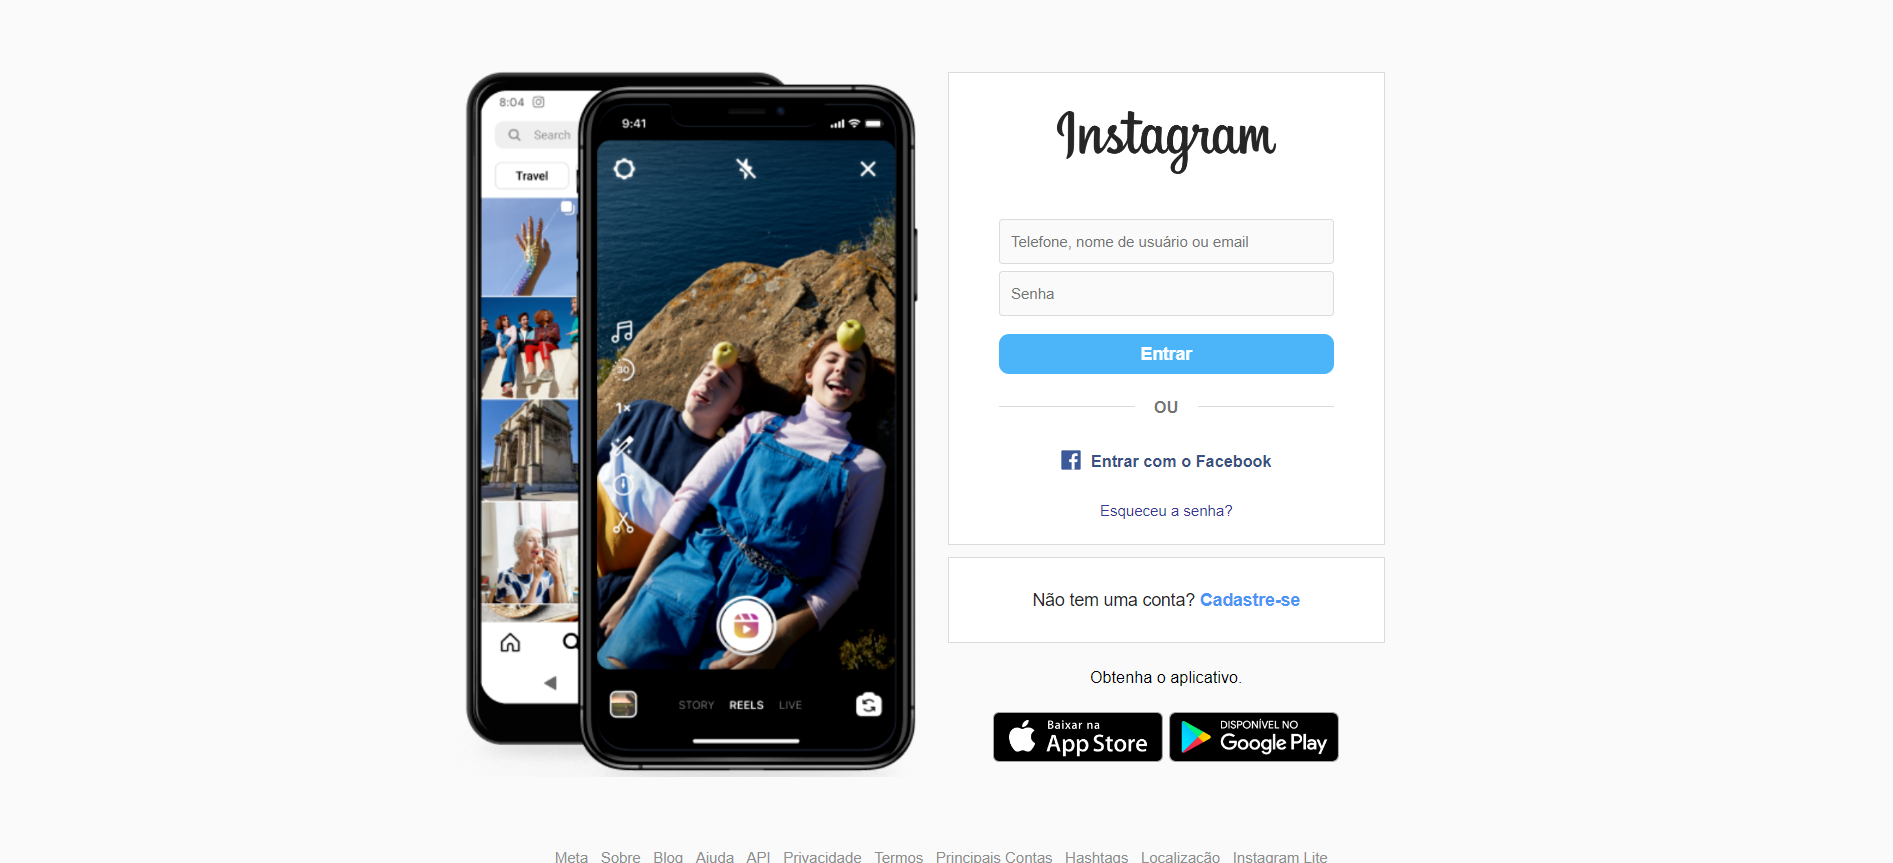 8:04
Search
Travel
9:41
30
1×
STORY REELS LIVE
Instagram
Telefone, nome de usuário ou email
Senha
Entrar
OU
Entrar com o Facebook
Esqueceu a senha?
Não tem uma conta? Cadastre-se
Obtenha o aplicativo.
Baixar na
App Store
DISPONÍVEL NO
Google Play
Meta Sobre Blog Ajuda API Privacidade Termos Principais Contas Hashtags Localização Instagram Lite